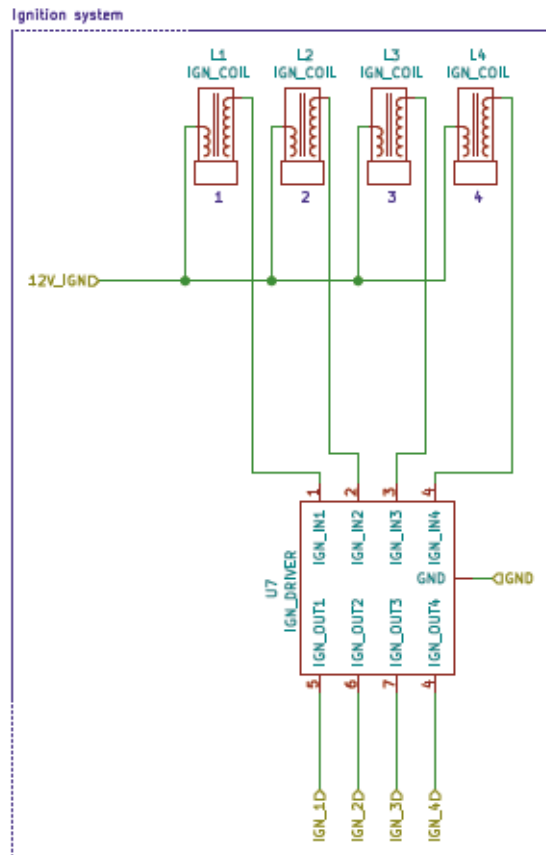 Ignition system
L1 L2 L3 L4
IGN_COIL IGN_COIL IGN_COIL IGN_COIL
1 2 3 4
12V_IGN
1 2 3 4
IGN_IN1 IGN_IN2 IGN_IN3 IGN_IN4
U7
IGN_DRIVER
GND
IGND
IGN_OUT1 IGN_OUT2 IGN_OUT3 IGN_OUT4
5 6 7 4
IGN_1 IGN_2 IGN_3 IGN_4